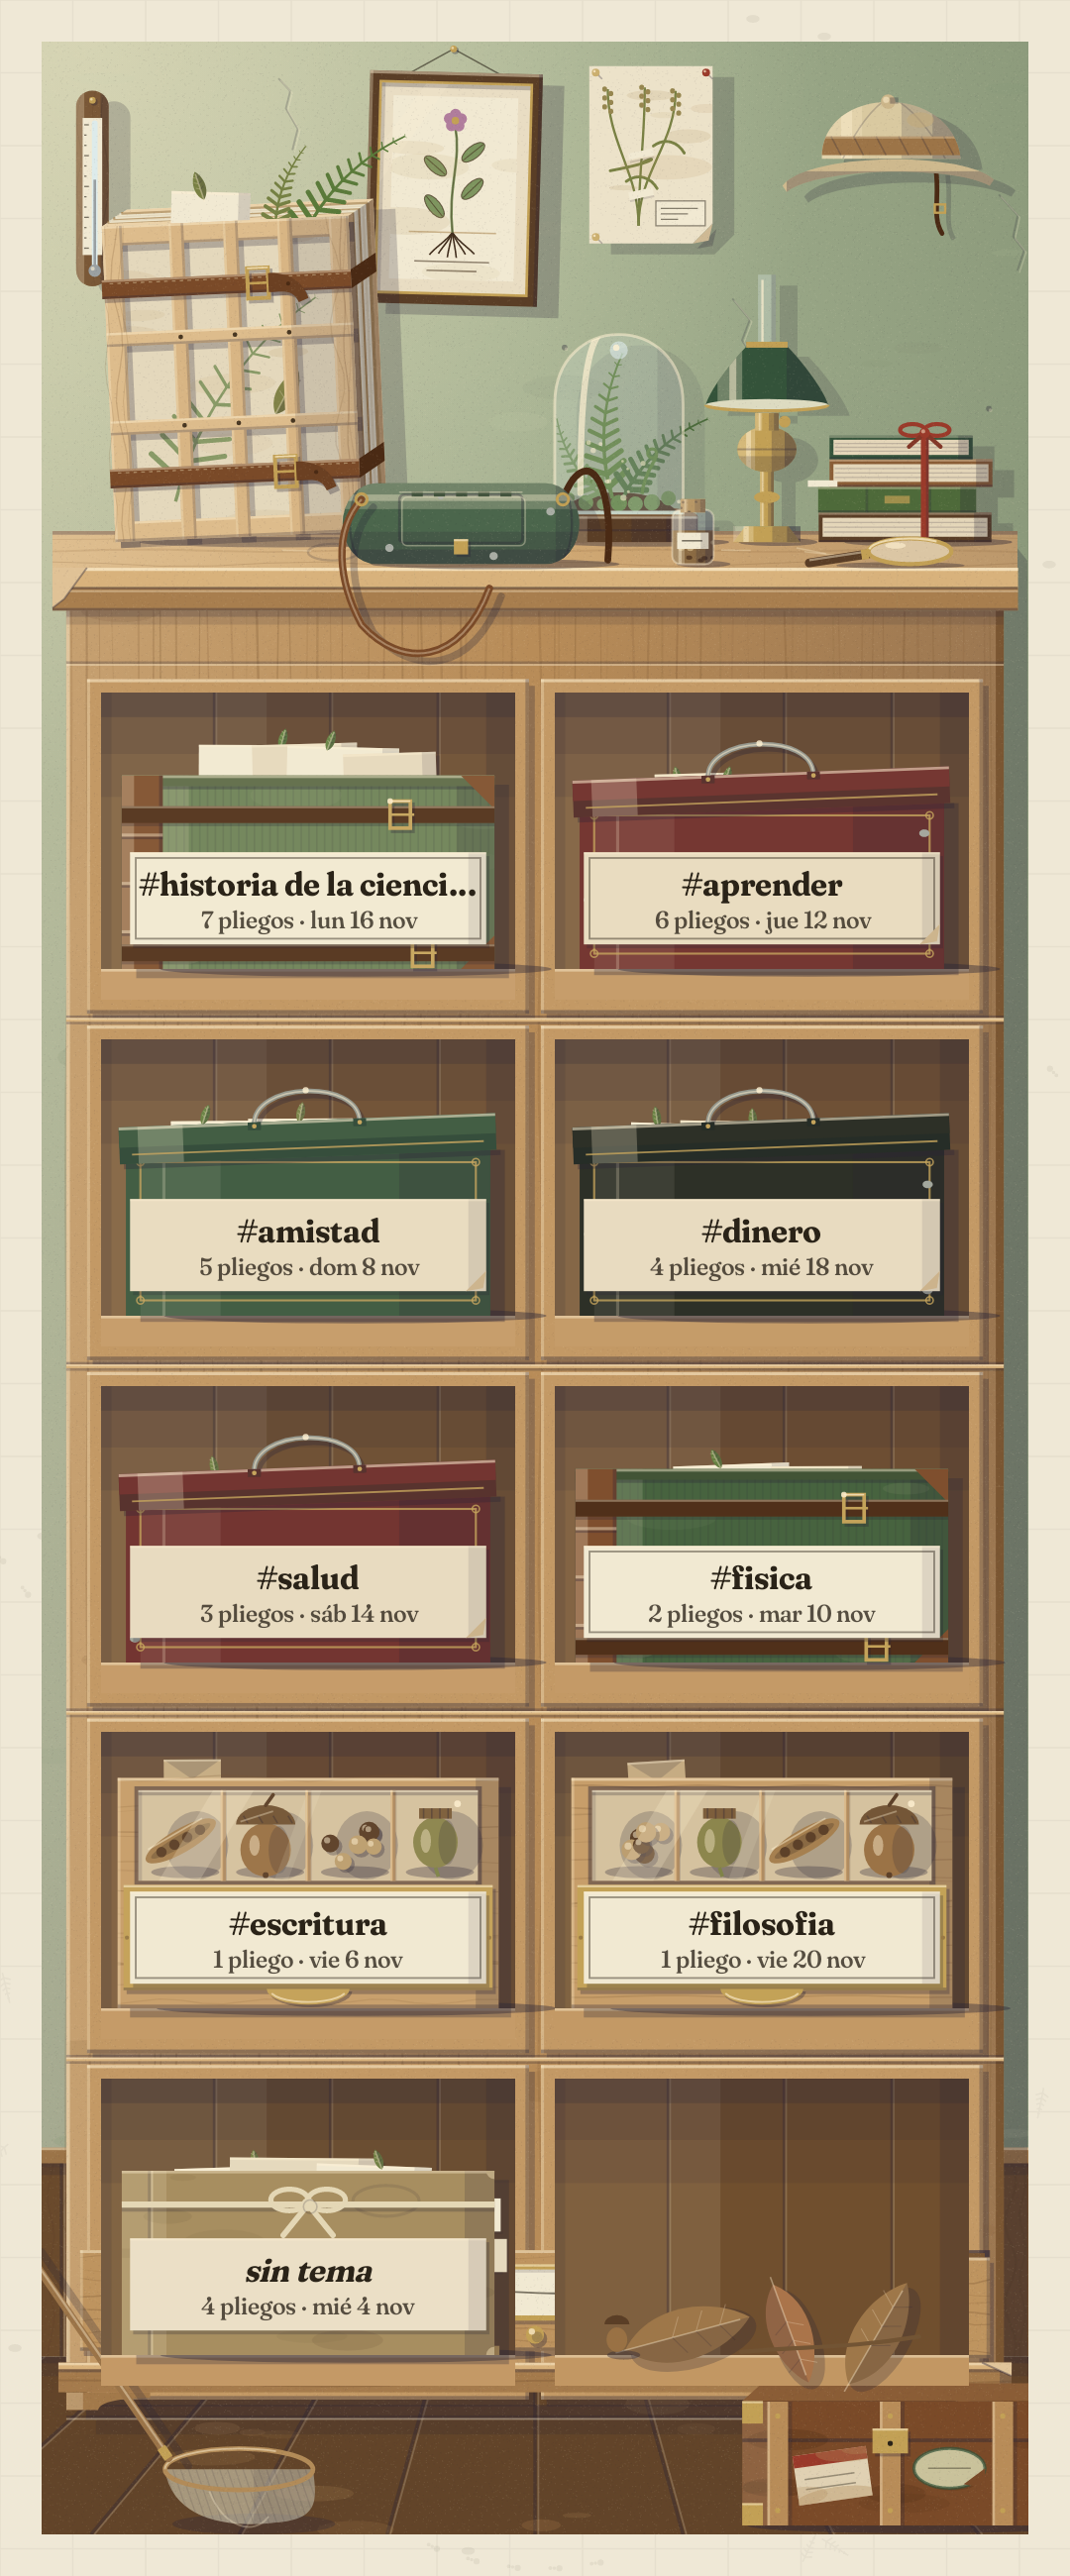 #historia de la cienci...
7 pliegos · lun 16 nov
#aprender
6 pliegos · jue 12 nov
#amistad
5 pliegos · dom 8 nov
#dinero
4 pliegos · mié 18 nov
#salud
3 pliegos · sáb 14 nov
#fisica
2 pliegos · mar 10 nov
#escritura
1 pliego · vie 6 nov
#filosofia
1 pliego · vie 20 nov
sin tema
4 pliegos · mié 4 nov